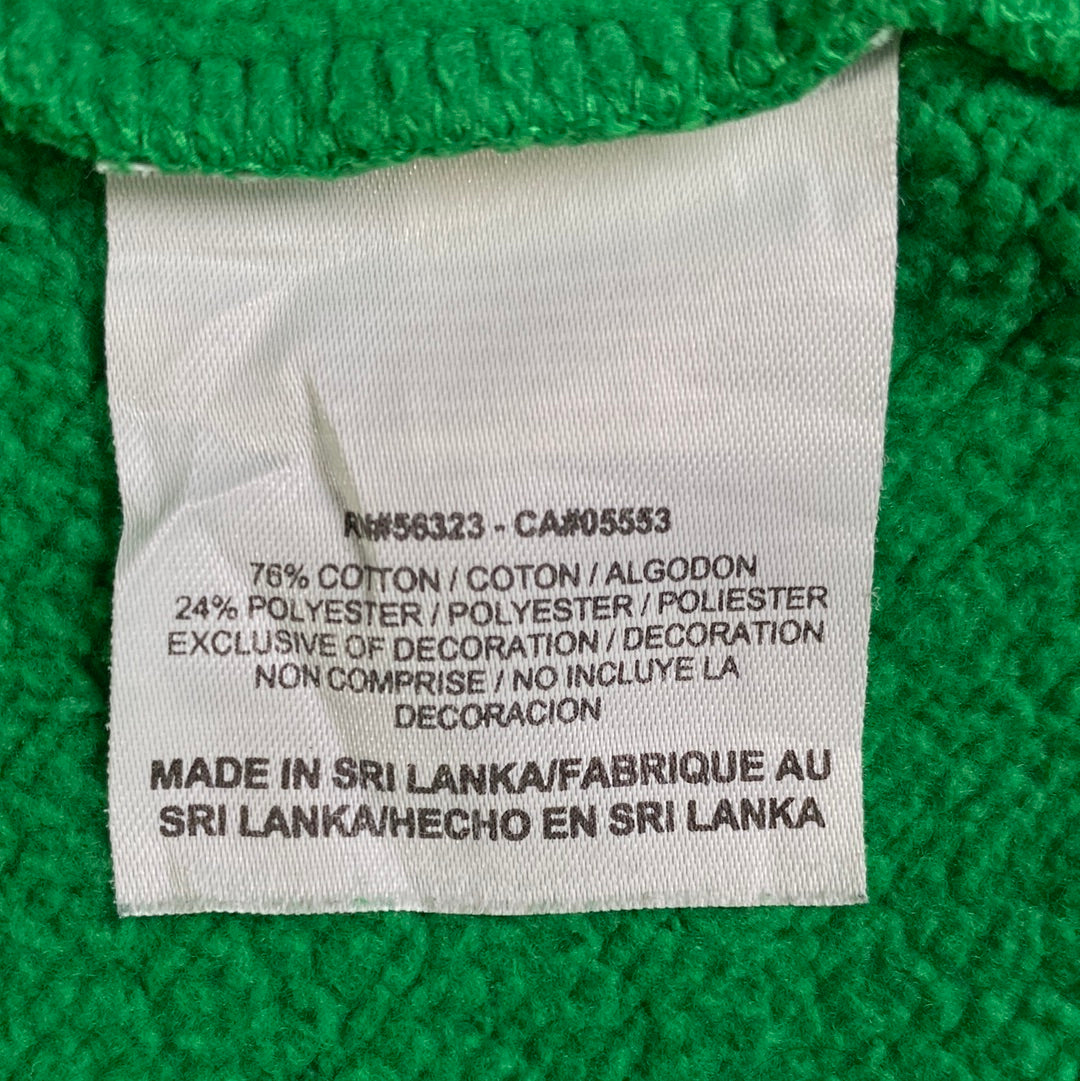 RN#56323 - CA#05553
76% COTTON / COTON / ALGODON
24% POLYESTER / POLYESTER / POLIESTER
EXCLUSIVE OF DECORATION / DECORATION
NON COMPRISE / NO INCLUYE LA
DECORACION
MADE IN SRI LANKA/FABRIQUE AU
SRI LANKA/HECHO EN SRI LANKA